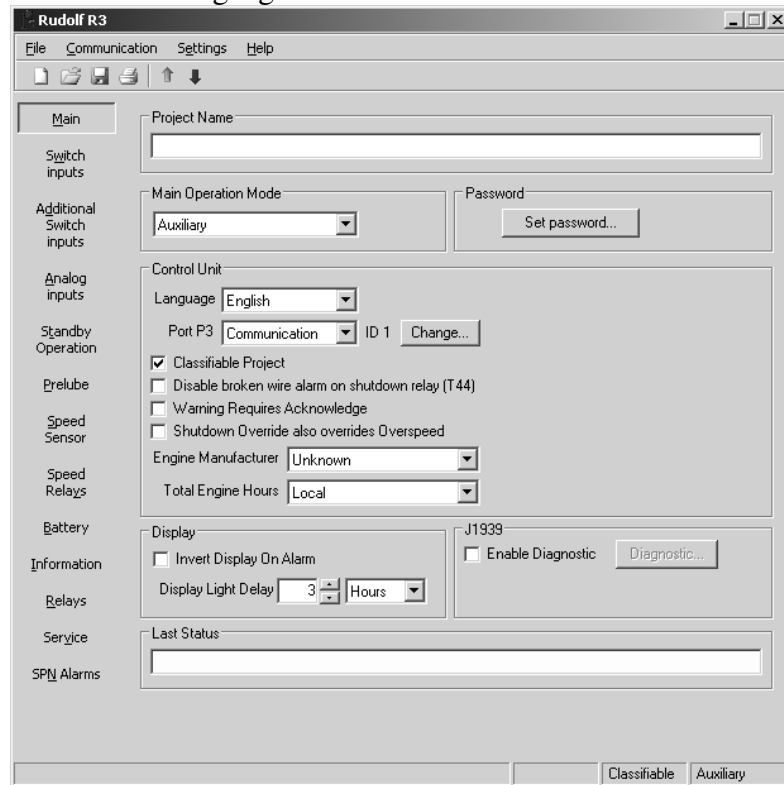 Rudolf R3
File Communication Settings Help
Main
Switch
inputs
Additional
Switch
inputs
Analog
inputs
Standby
Operation
Prelube
Speed
Sensor
Speed
Relays
Battery
Information
Relays
Service
SPN Alarms
Project Name
Main Operation Mode
Auxiliary
Password
Set password...
Control Unit
Language English
Port P3 Communication ID 1 Change...
Classifiable Project
Disable broken wire alarm on shutdown relay (T44)
Warning Requires Acknowledge
Shutdown Override also overrides Overspeed
Engine Manufacturer Unknown
Total Engine Hours Local
Display
Invert Display On Alarm
Display Light Delay 3 Hours
J1939
Enable Diagnostic Diagnostic...
Last Status
Classifiable Auxiliary